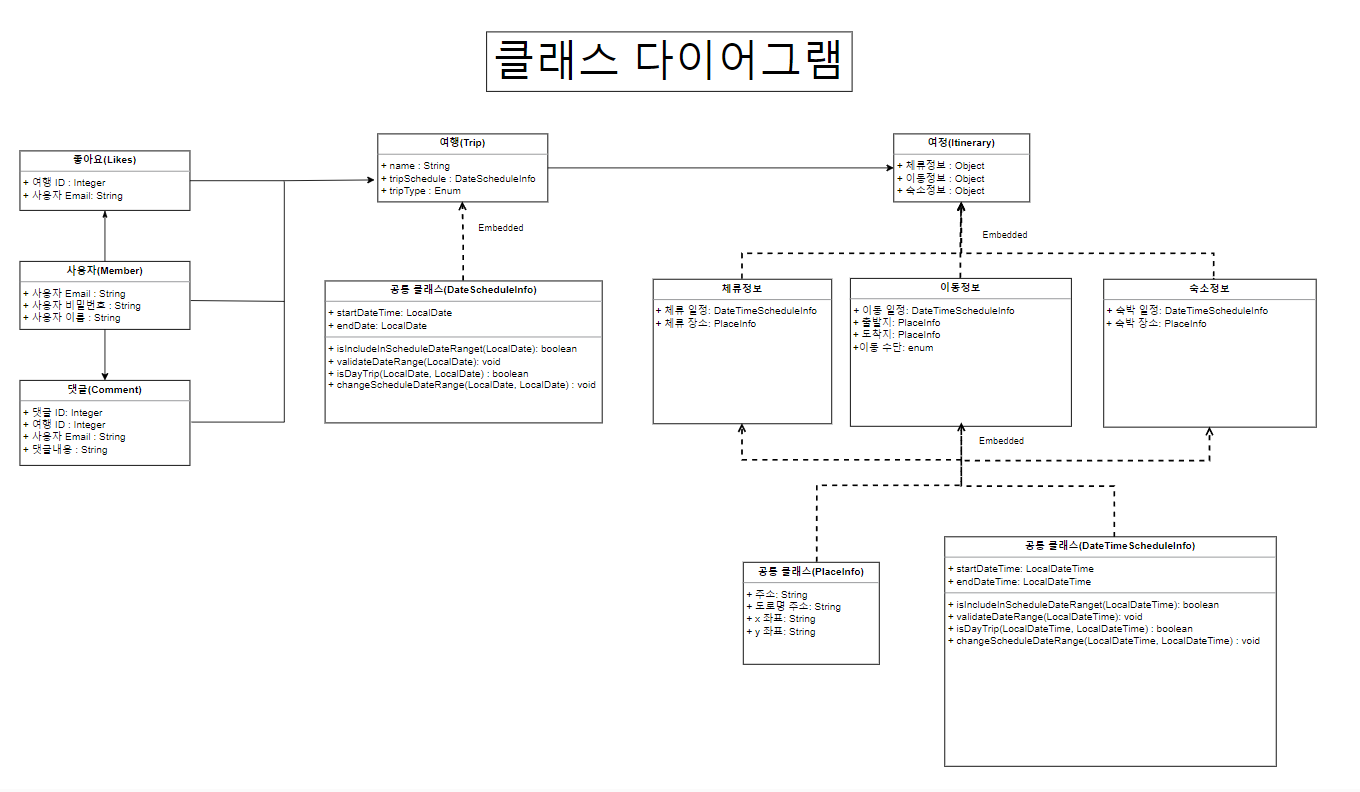 클래스 다이어그램
좋아요(Likes)
+ 여행 ID : Integer
+ 사용자 Email: String
사용자(Member)
+ 사용자 Email : String
+ 사용자 비밀번호 : String
+ 사용자 이름 : String
댓글(Comment)
+ 댓글 ID: Integer
+ 여행 ID : Integer
+ 사용자 Email : String
+ 댓글내용 : String
여행(Trip)
+ name : String
+ tripSchedule : DateScheduleInfo
+ tripType : Enum
Embedded
공통 클래스(DateScheduleInfo)
+ startDateTime: LocalDate
+ endDate: LocalDate
+ isIncludeInScheduleDateRanget(LocalDate): boolean
+ validateDateRange(LocalDate): void
+ isDayTrip(LocalDate, LocalDate) : boolean
+ changeScheduleDateRange(LocalDate, LocalDate) : void
여정(Itinerary)
+ 체류정보 : Object
+ 이동정보 : Object
+ 숙소정보 : Object
Embedded
체류정보
+ 체류 일정: DateTimeScheduleInfo
+ 체류 장소: PlaceInfo
이동정보
+ 이동 일정: DateTimeScheduleInfo
+ 출발지: PlaceInfo
+ 도착지: PlaceInfo
+이동 수단: enum
숙소정보
+ 숙박 일정: DateTimeScheduleInfo
+ 숙박 장소: PlaceInfo
Embedded
공통 클래스(PlaceInfo)
+ 주소: String
+ 도로명 주소: String
+ x 좌표: String
+ y 좌표: String
공통 클래스(DateTimeScheduleInfo)
+ startDateTime: LocalDateTime
+ endDateTime: LocalDateTime
+ isIncludeInScheduleDateRanget(LocalDateTime): boolean
+ validateDateRange(LocalDateTime): void
+ isDayTrip(LocalDateTime, LocalDateTime) : boolean
+ changeScheduleDateRange(LocalDateTime, LocalDateTime) : void